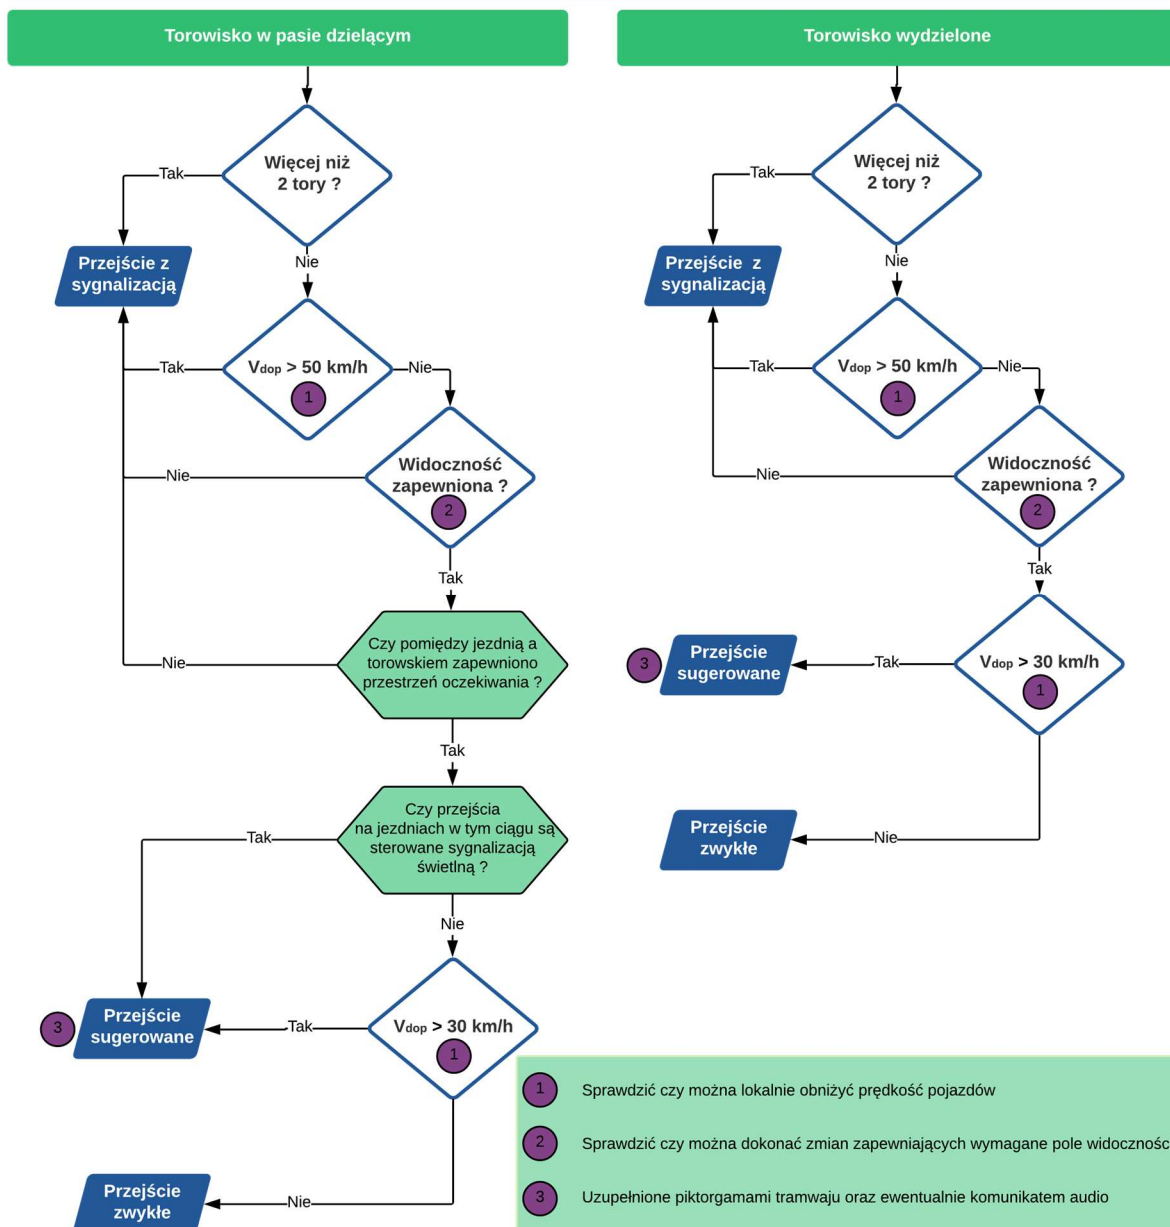 Torowisko w pasie dzielącym
Więcej niż
2 tory ?
Tak
Przejście z
sygnalizacją
Nie
Vdop > 50 km/h
1
Tak
Nie
Widoczność
zapewniona ?
2
Nie
Tak
Czy pomiędzy jezdnią a
torowskiem zapewniono
przestrzeń oczekiwania ?
Nie
Tak
Czy przejścia
na jezdniach w tym ciągu są
sterowane sygnalizacją
świetlną ?
Tak
Nie
3
Przejście
sugerowane
Tak
Vdop > 30 km/h
1
Przejście
zwykłe
Nie
Torowisko wydzielone
Więcej niż
2 tory ?
Tak
Przejście z
sygnalizacją
Nie
Vdop > 50 km/h
1
Tak
Nie
Widoczność
zapewniona ?
2
Nie
Tak
3
Przejście
sugerowane
Tak
Vdop > 30 km/h
1
Przejście
zwykłe
Nie
1 Sprawdzić czy można lokalnie obniżyć prędkość pojazdów
2 Sprawdzić czy można dokonać zmian zapewniających wymagane pole widocznośc
3 Uzupełnione piktorgamami tramwaju oraz ewentualnie komunikatem audio